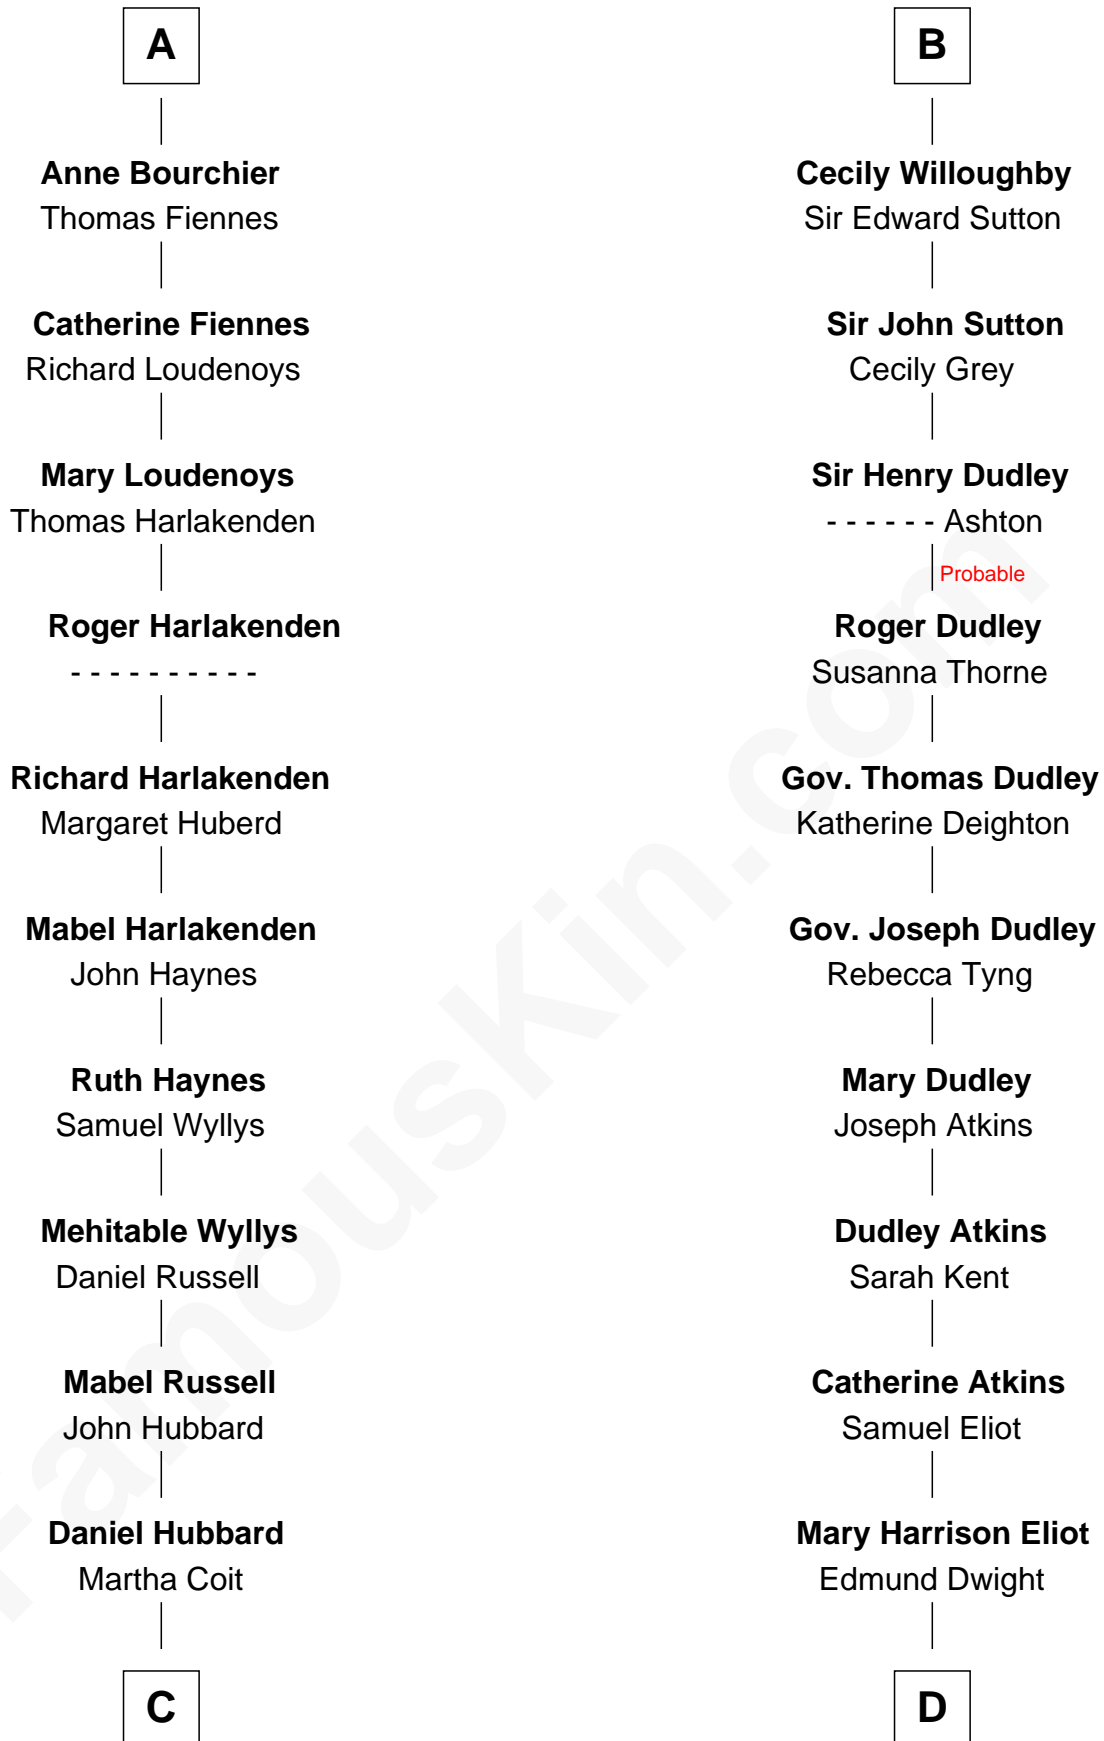 A
Anne Bourchier
Thomas Fiennes
Catherine Fiennes
Richard Loudenoys
Mary Loudenoys
Thomas Harlakenden
Roger Harlakenden
- - - - - - - - - -
Richard Harlakenden
Margaret Huberd
Mabel Harlakenden
John Haynes
Ruth Haynes
Samuel Wyllys
Mehitable Wyllys
Daniel Russell
Mabel Russell
John Hubbard
Daniel Hubbard
Martha Coit
C
B
Cecily Willoughby
Sir Edward Sutton
Sir John Sutton
Cecily Grey
Sir Henry Dudley
- - - - - - Ashton
Probable
Roger Dudley
Susanna Thorne
Gov. Thomas Dudley
Katherine Deighton
Gov. Joseph Dudley
Rebecca Tyng
Mary Dudley
Joseph Atkins
Dudley Atkins
Sarah Kent
Catherine Atkins
Samuel Eliot
Mary Harrison Eliot
Edmund Dwight
D
FamousKin.com